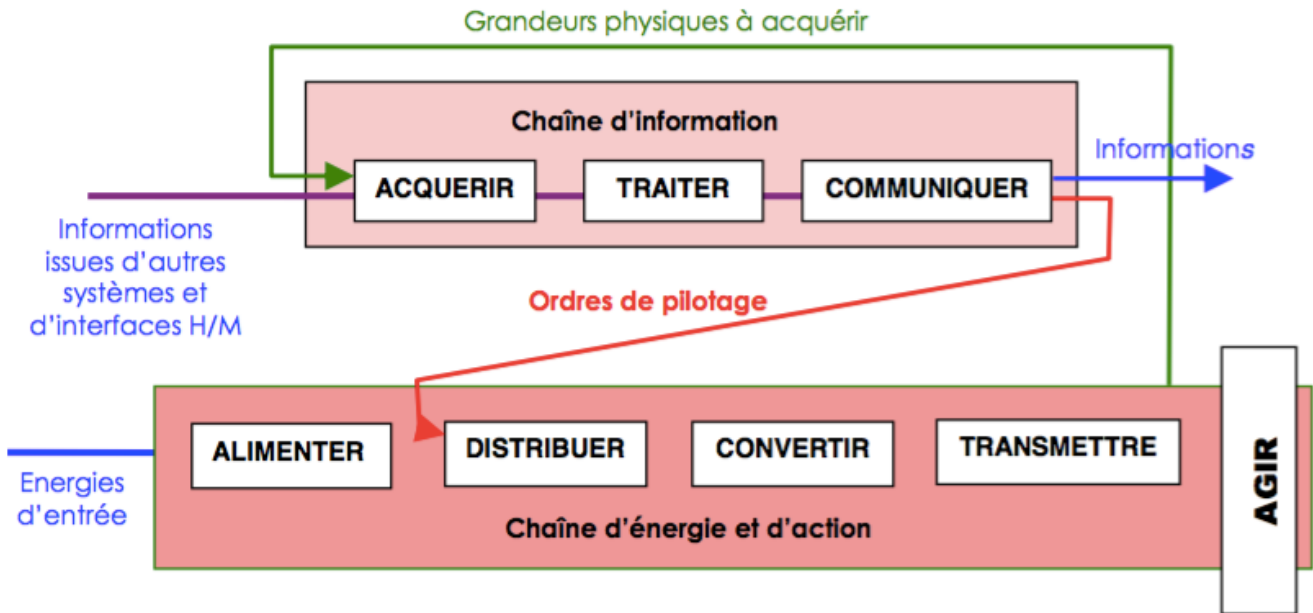 Grandeurs physiques à acquérir
Chaîne d'information
Informations
ACQUERIR
TRAITER
COMMUNIQUER
Informations
issues d'autres
systèmes et
d'interfaces H/M
Ordres de pilotage
ALIMENTER
DISTRIBUER
CONVERTIR
TRANSMETTRE
AGIR
Energies
d'entrée
Chaîne d'énergie et d'action